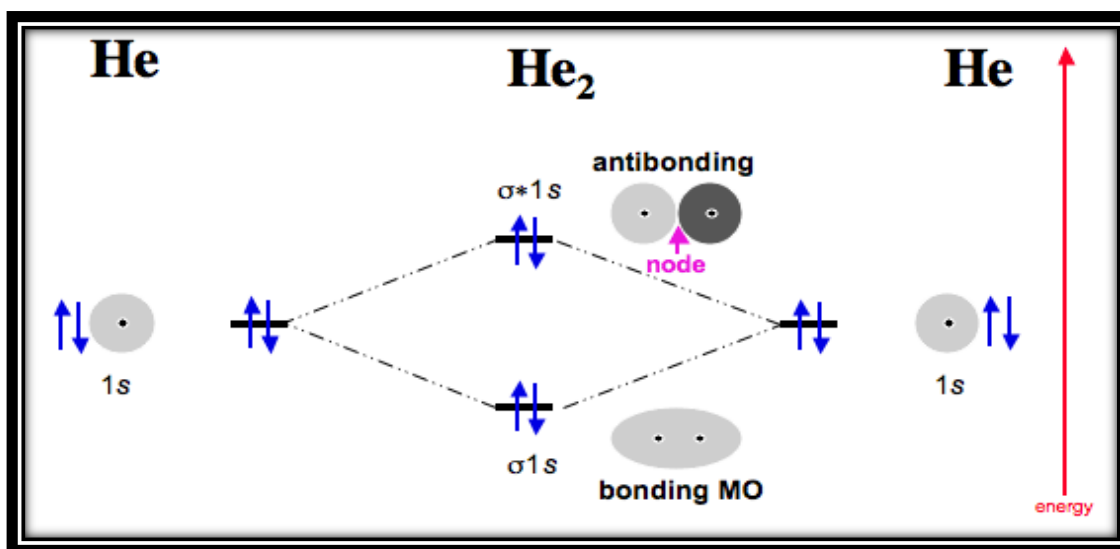 He
He₂
He
antibonding
σ*1s
node
1s
1s
σ1s
bonding MO
energy